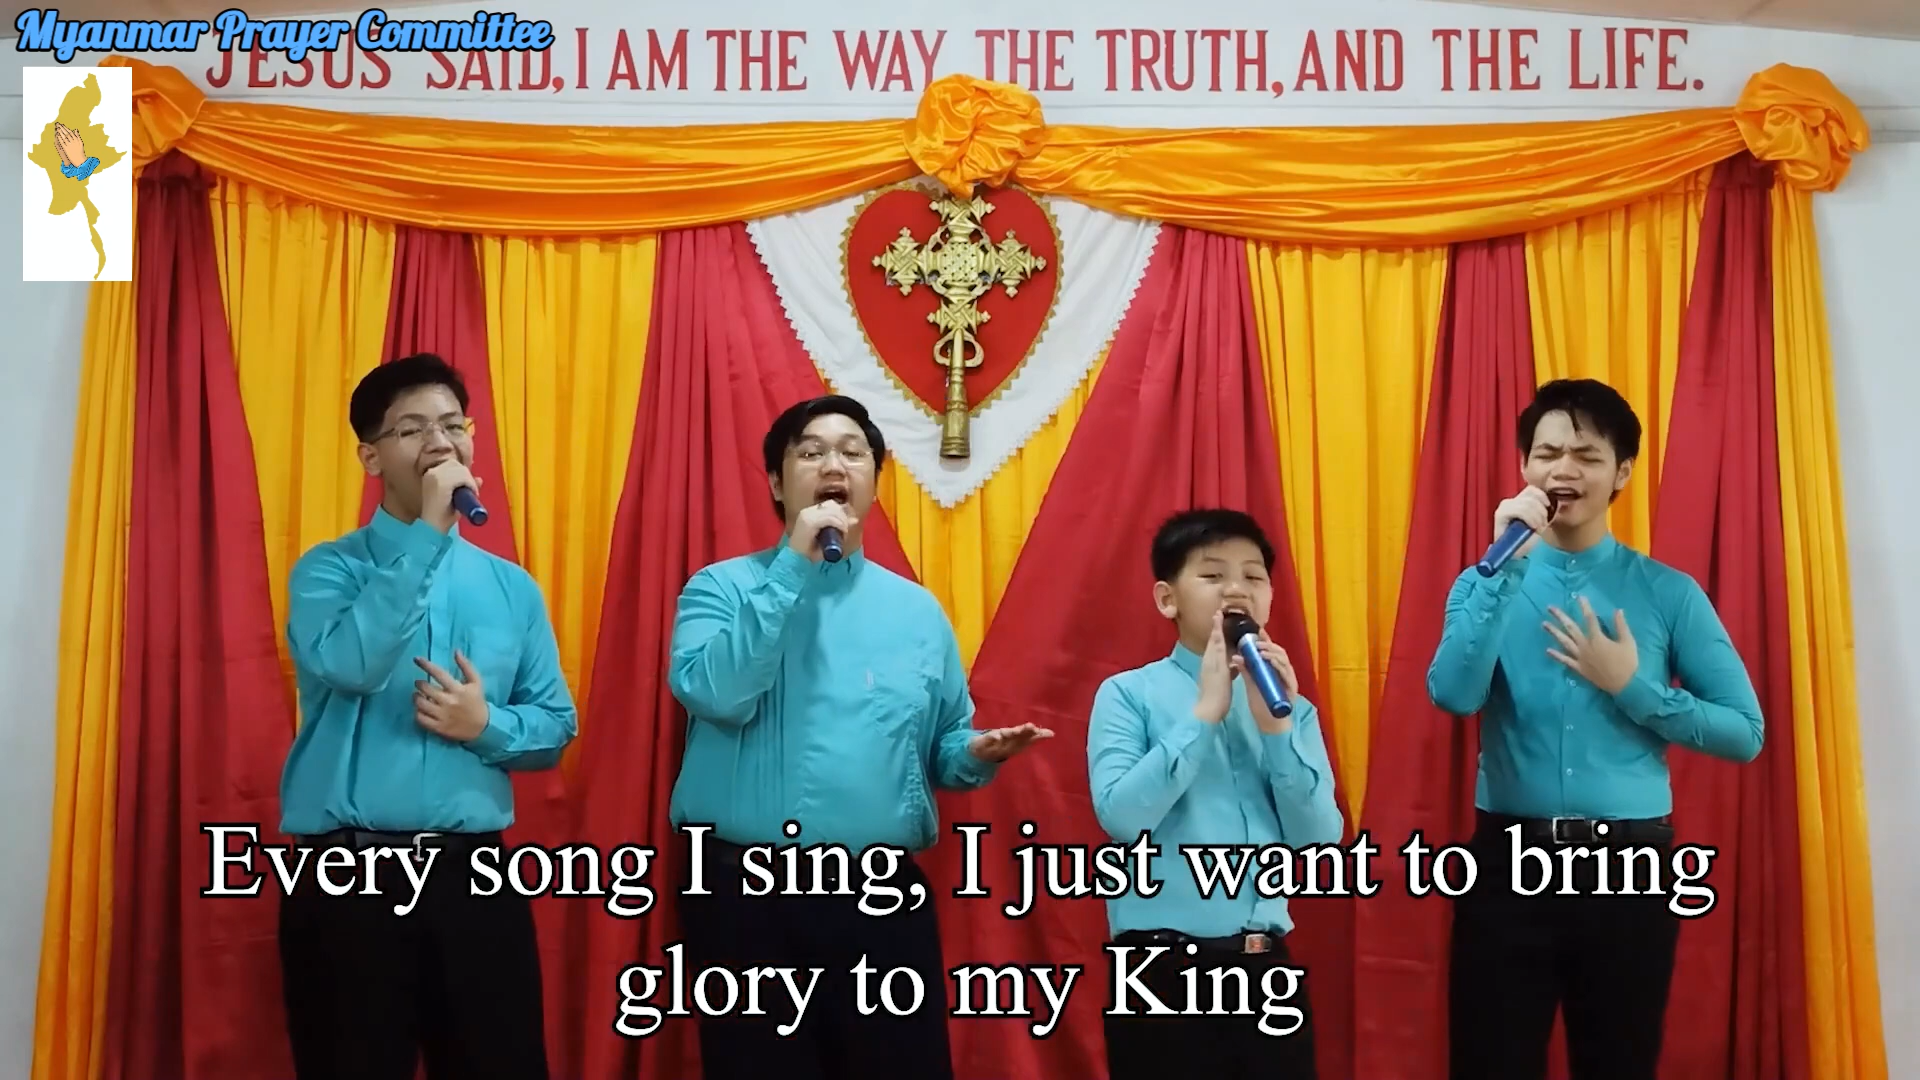 Myanmar Prayer Committee
JESUS SAID, I AM THE WAY THE TRUTH, AND THE LIFE.
Every song I sing, I just want to bring
glory to my King